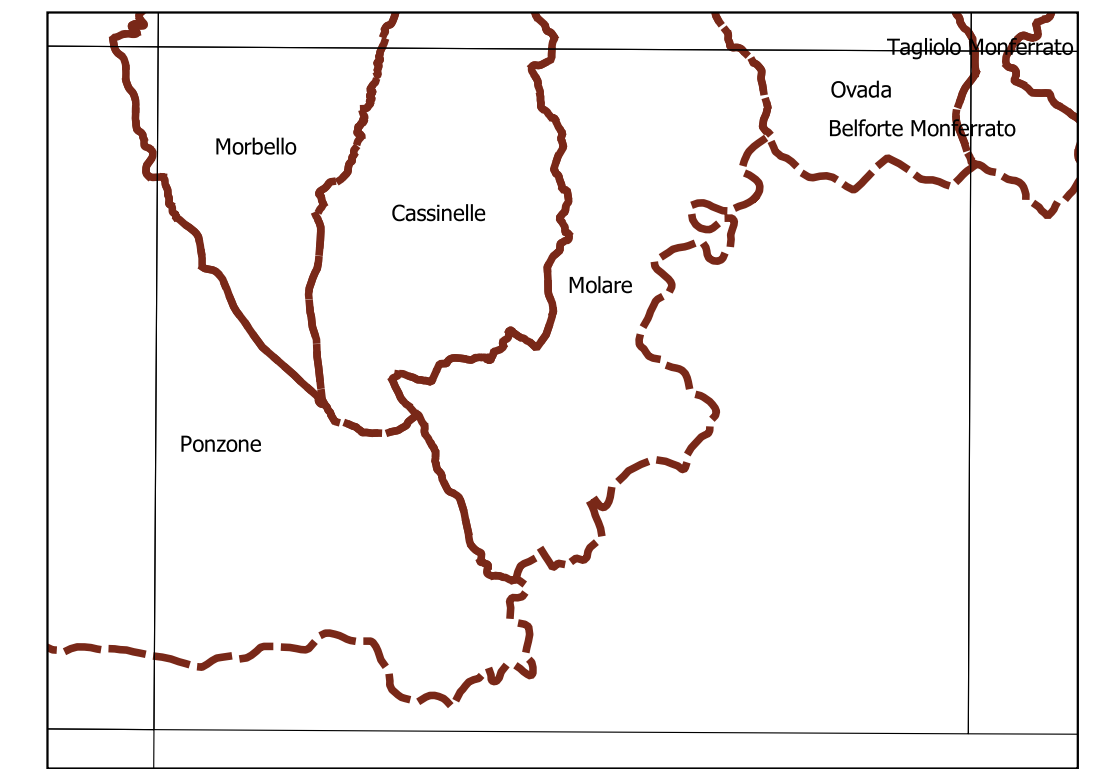 Tagliolo Monferrato
Ovada
Belforte Monferrato
Morbello
Cassinelle
Molare
Ponzone